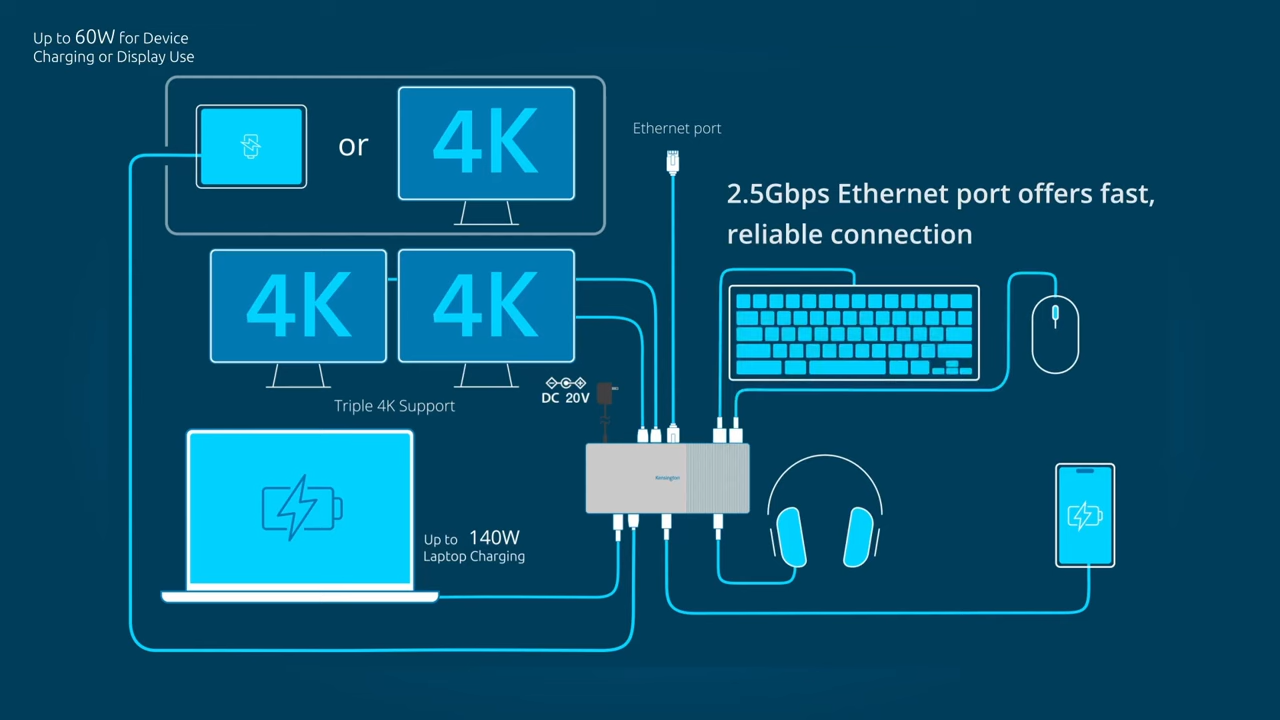 Up to 60W for Device
Charging or Display Use
or
4K
Ethernet port
2.5Gbps Ethernet port offers fast,
reliable connection
4K
4K
DC 20V
Triple 4K Support
Kensington
Up to 140W
Laptop Charging